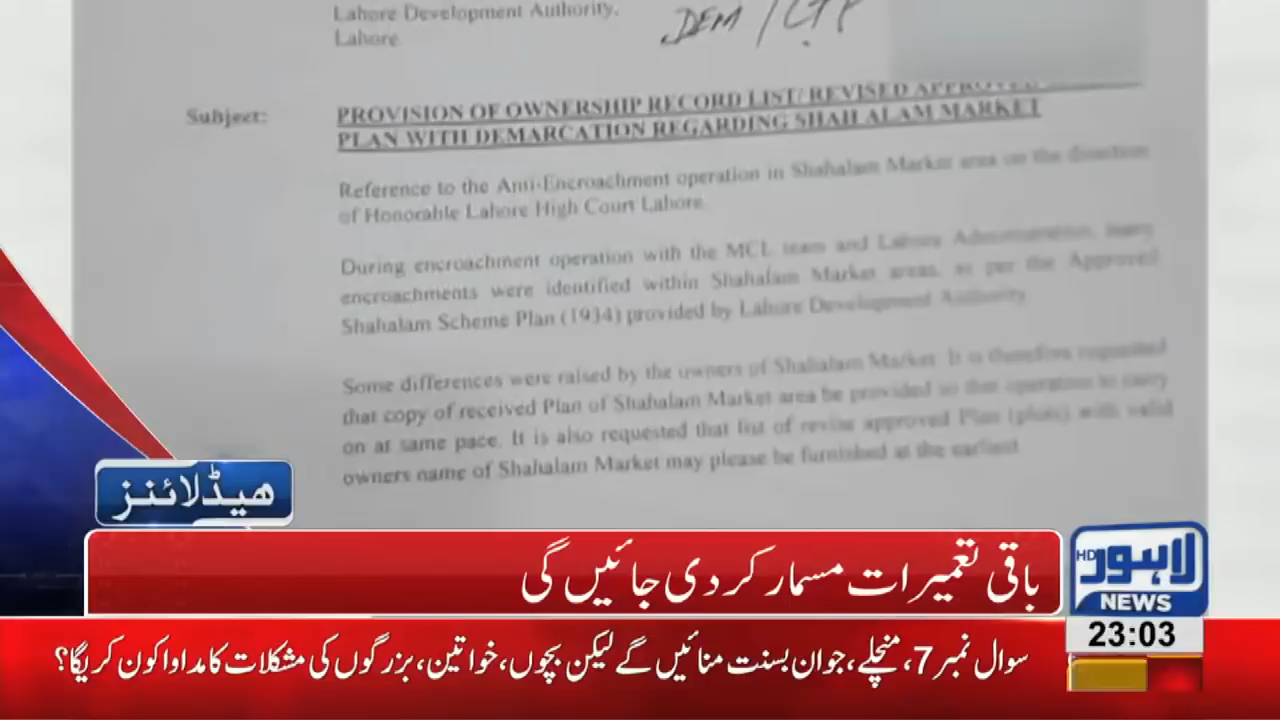 Lahore Development Authority,
Lahore.
DEM /
Subject:
PROVISION OF OWNERSHIP RECORD LIST/ REVISED APPROVED
PLAN WITH DEMARCATION REGARDING SHAH ALAM MARKET
Reference to the Anti-Encroachment operation in Shahalam Market area on the direction
of Honorable Lahore High Court Lahore.
During encroachment operation with the MCL team and Lahore Administration, many
encroachments were identified within Shahalam Market areas, as per the Approved
Shahalam Scheme Plan (1934) provided by Lahore Development Authority.
Some differences were raised by the owners of Shahalam Market. It is therefore requested
that copy of received Plan of Shahalam Market area be provided so that operation to carry
on at same pace. It is also requested that list of revise approved Plan (plots) with valid
owners name of Shahalam Market may please be furnished at the earliest
ہیڈلائنز
باقی تعمیرات مسمار کر دی جائیں گی
HD لاہور
NEWS
23:03
سوال نمبر 7، منچلے، جوان بسنت منائیں گے لیکن بچوں، خواتین، بزرگوں کی مشکلات کا مداوا کون کریگا؟